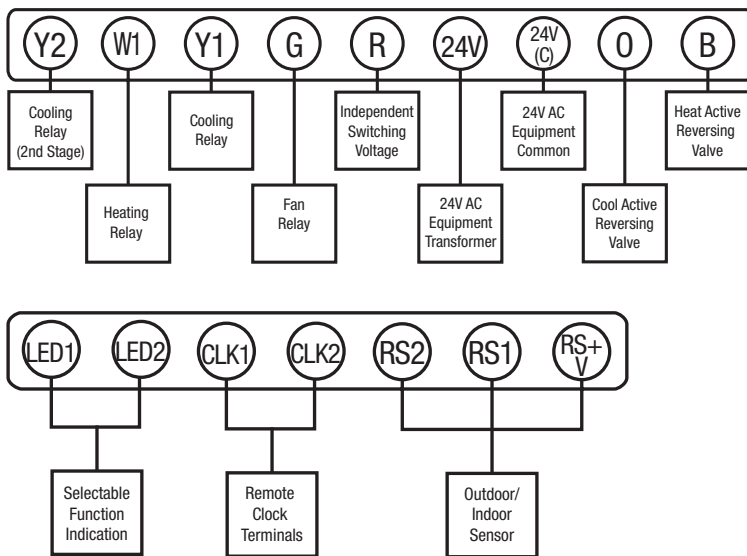 Y2 W1 Y1 G R 24V 24V (C) O B
Cooling
Relay
(2nd Stage)
Heating
Relay
Cooling
Relay
Fan
Relay
Independent
Switching
Voltage
24V AC
Equipment
Transformer
24V AC
Equipment
Common
Cool Active
Reversing
Valve
Heat Active
Reversing
Valve
LED1 LED2 CLK1 CLK2 RS2 RS1 RS+ V
Selectable
Function
Indication
Remote
Clock
Terminals
Outdoor/
Indoor
Sensor